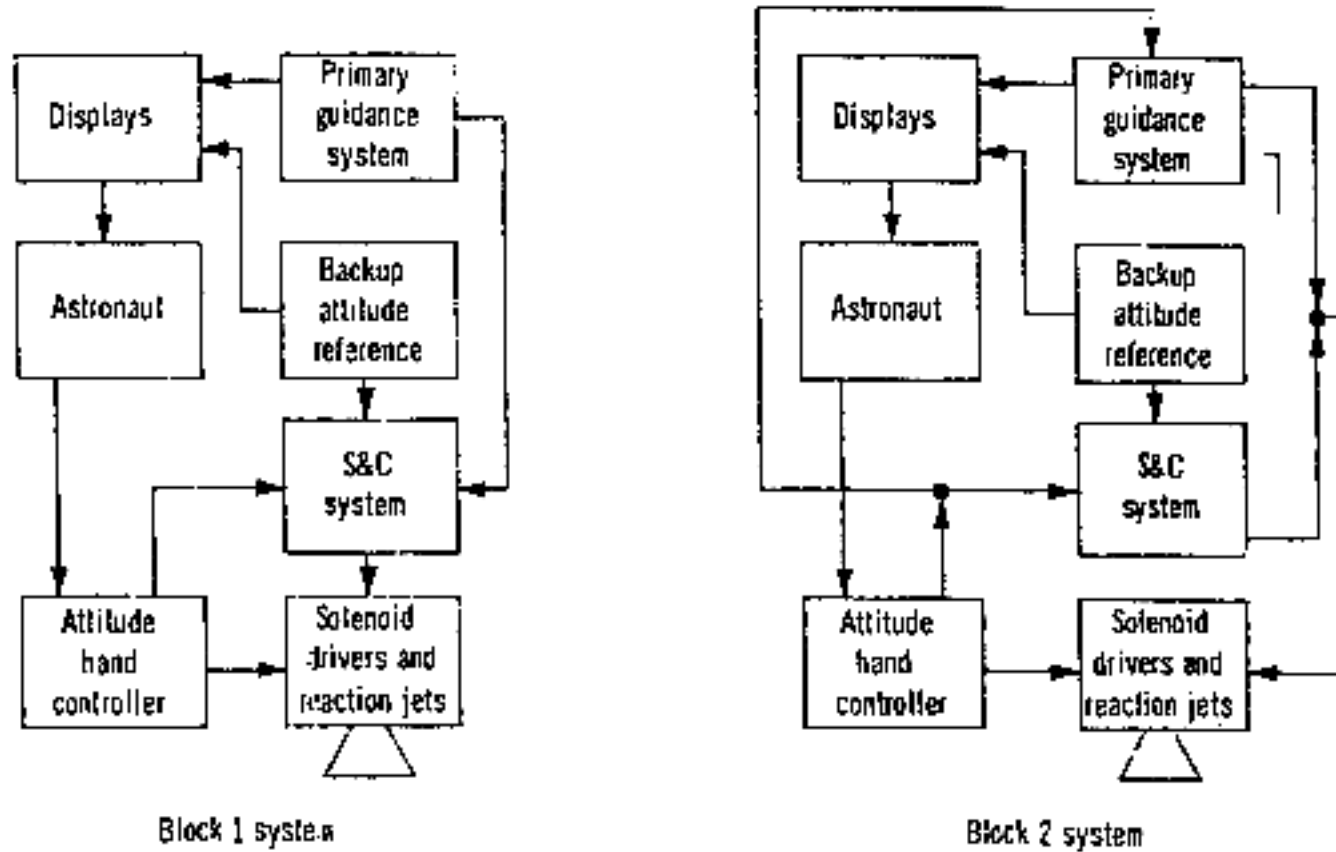 Displays
Primary
guidance
system
Astronaut
Backup
attitude
reference
S&C
system
Attitude
hand
controller
Solenoid
drivers and
reaction jets
Block 1 system
Displays
Primary
guidance
system
Astronaut
Backup
attitude
reference
S&C
system
Attitude
hand
controller
Solenoid
drivers and
reaction jets
Block 2 system